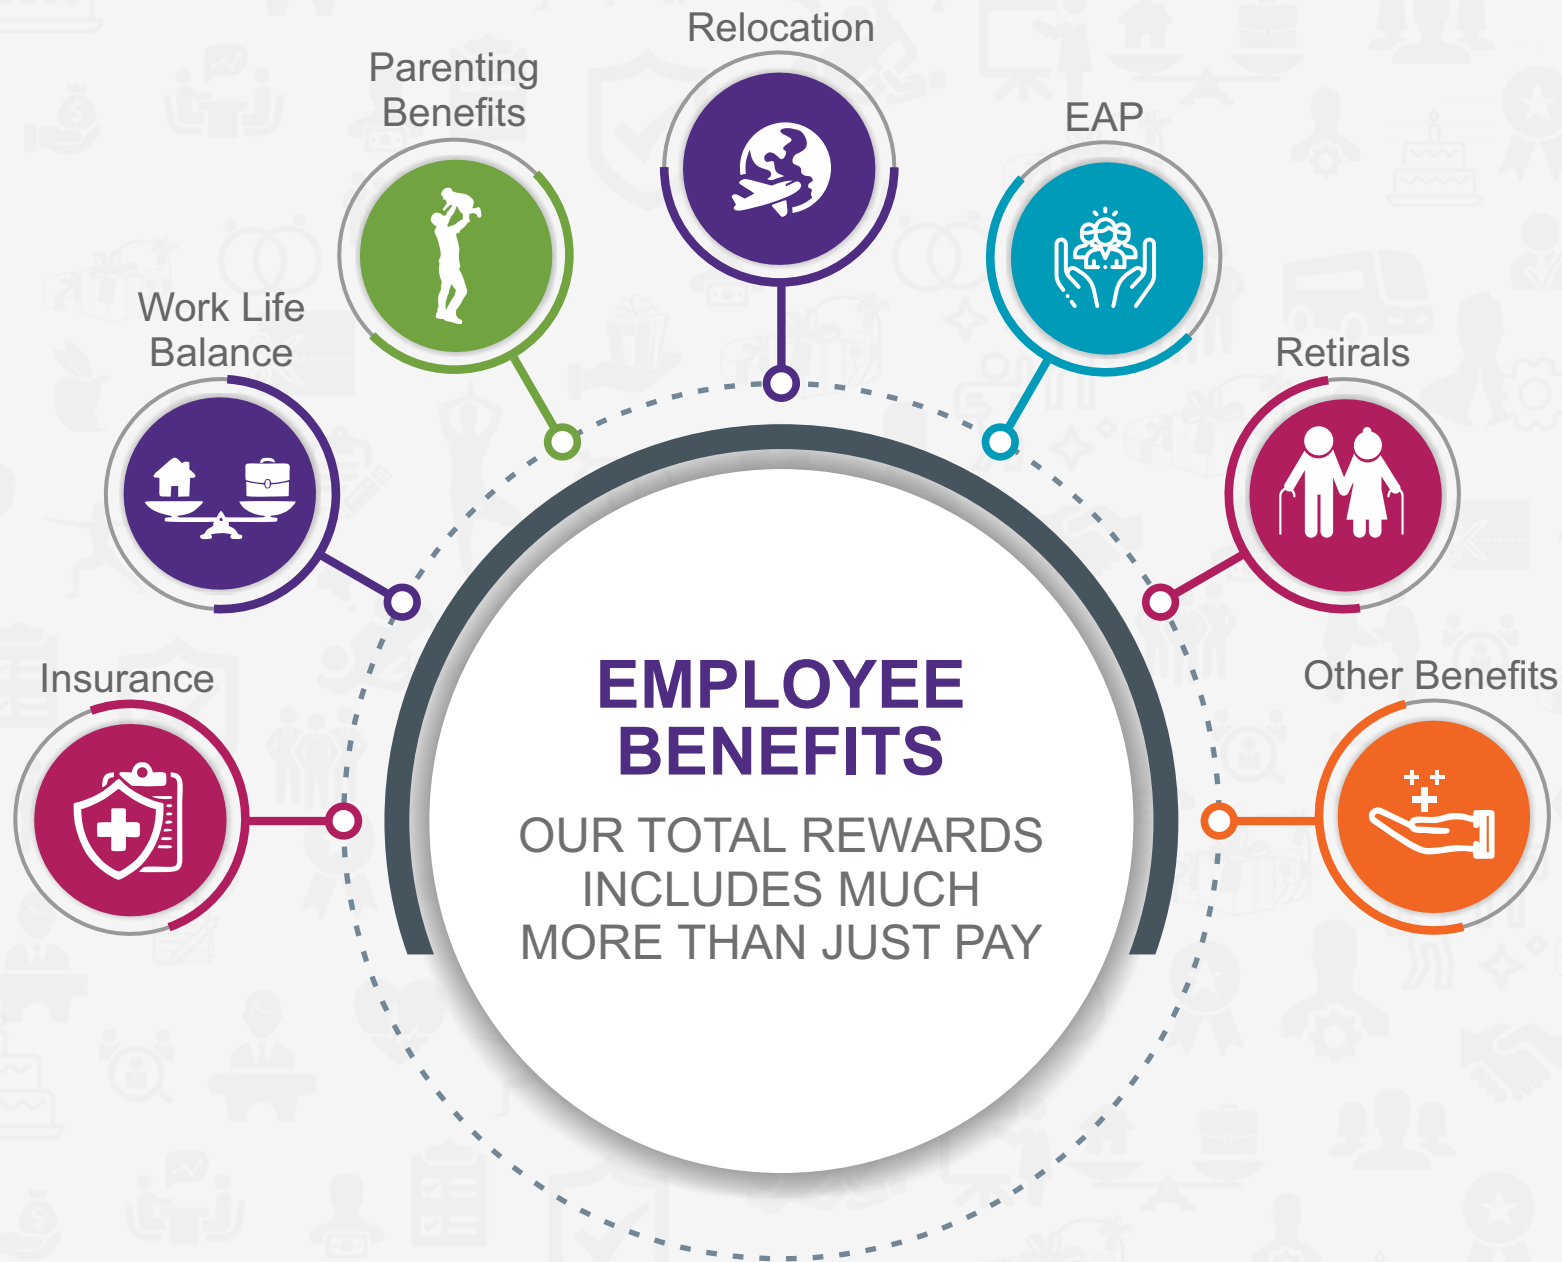 Relocation
Parenting
Benefits
EAP
Work Life
Balance
Retirals
Insurance
Other Benefits
EMPLOYEE
BENEFITS
OUR TOTAL REWARDS
INCLUDES MUCH
MORE THAN JUST PAY